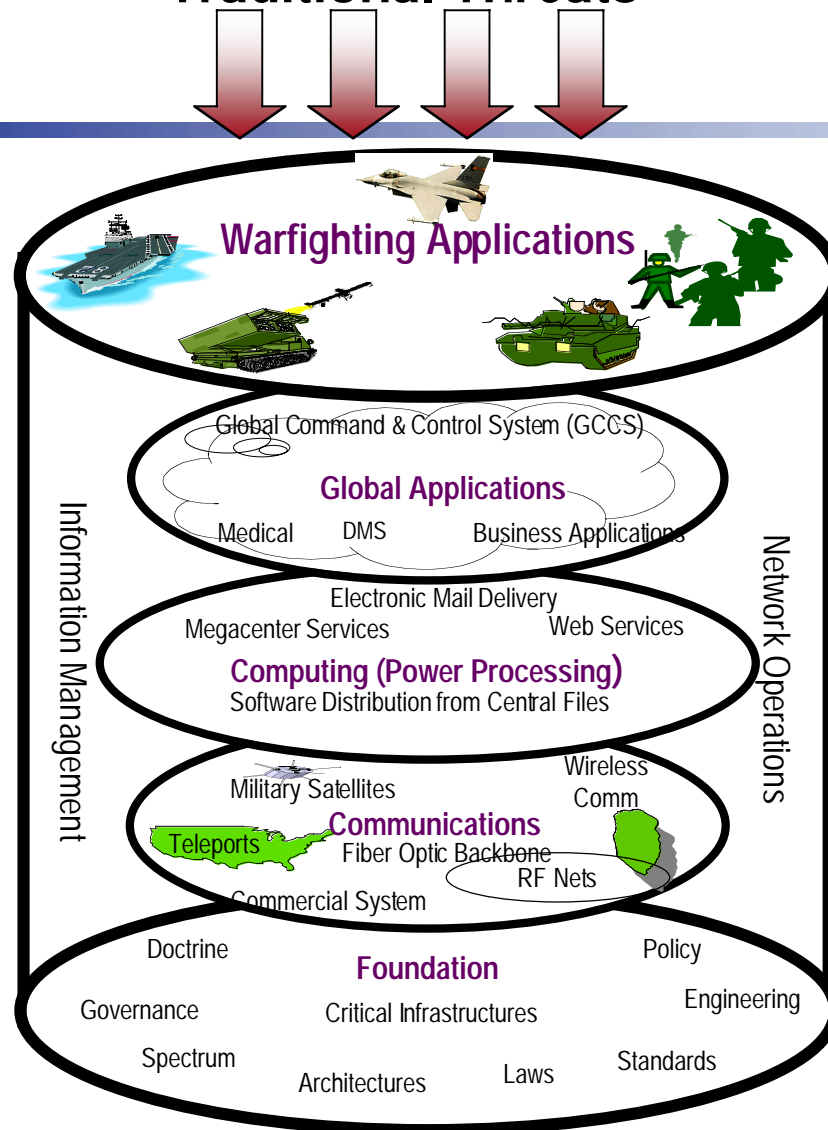 Traditional Threats
Warfighting Applications
Global Command & Control System (GCCS)
Global Applications
Medical DMS Business Applications
Information Management
Network Operations
Electronic Mail Delivery
Megacenter Services Web Services
Computing (Power Processing)
Software Distribution from Central Files
Military Satellites
Wireless
Comm
Communications
Teleports
Fiber Optic Backbone
RF Nets
Commercial System
Doctrine Policy
Foundation
Governance Critical Infrastructures Engineering
Spectrum Standards
Architectures Laws